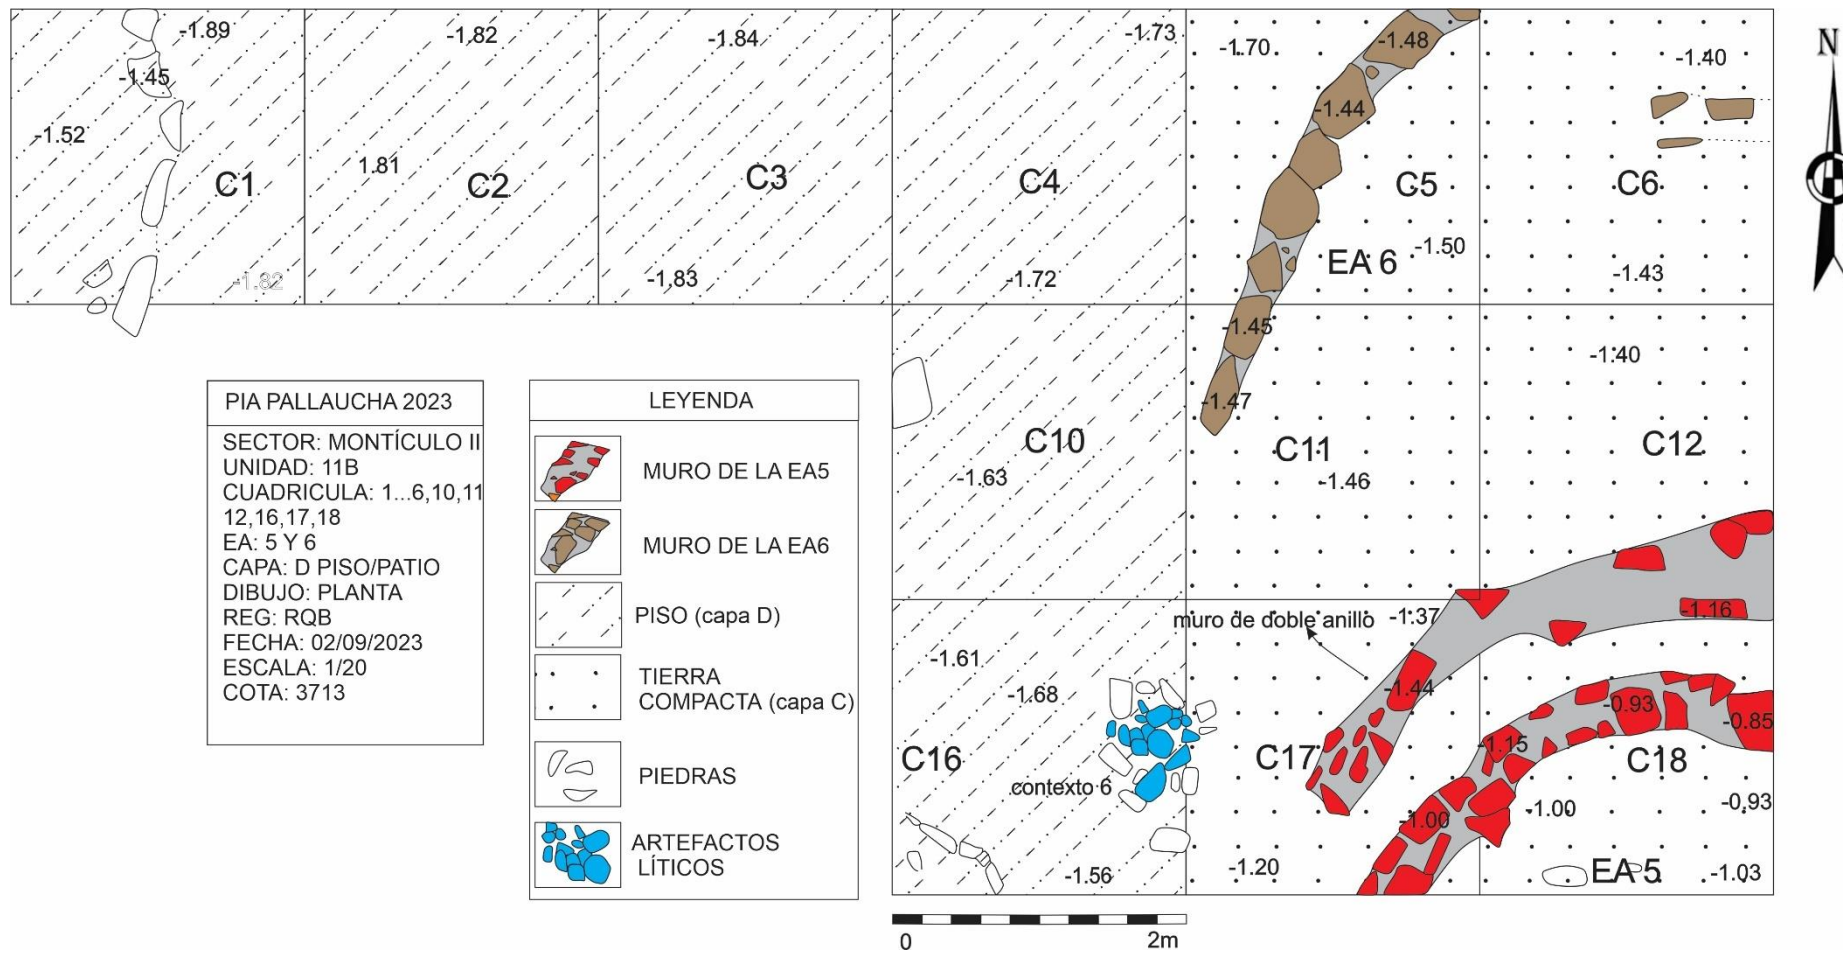 -1.89
-1.82
-1.84
-1.73
-1.70
-1.48
-1.40
N
-1.45
-1.52
-1.44
1.81
C1
C2
C3
C4
C5
C6
-1.82
-1.83
-1.72
EA 6
-1.50
-1.43
-1.45
-1.40
-1.47
C10
C11
C12
-1.63
-1.46
PIA PALLAUCHA 2023
SECTOR: MONTÍCULO II
UNIDAD: 11B
CUADRICULA: 1...6,10,11
12,16,17,18
EA: 5 Y 6
CAPA: D PISO/PATIO
DIBUJO: PLANTA
REG: RQB
FECHA: 02/09/2023
ESCALA: 1/20
COTA: 3713
LEYENDA
MURO DE LA EA5
MURO DE LA EA6
PISO (capa D)
TIERRA
COMPACTA (capa C)
PIEDRAS
ARTEFACTOS
LÍTICOS
muro de doble anillo
-1.37
-1.16
-1.61
-1.68
-1.44
-0.93
-0.85
-1.15
C16
C17
C18
contexto 6
-1.00
-1.00
-0.93
-1.56
-1.20
EA 5
-1.03
0
2m